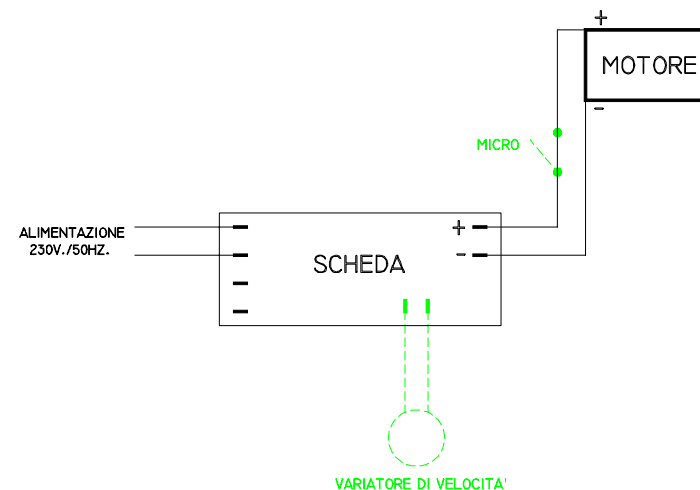 +
MOTORE
-
MICRO
ALIMENTAZIONE
230V./50HZ.
+
-
SCHEDA
VARIATORE DI VELOCITA'